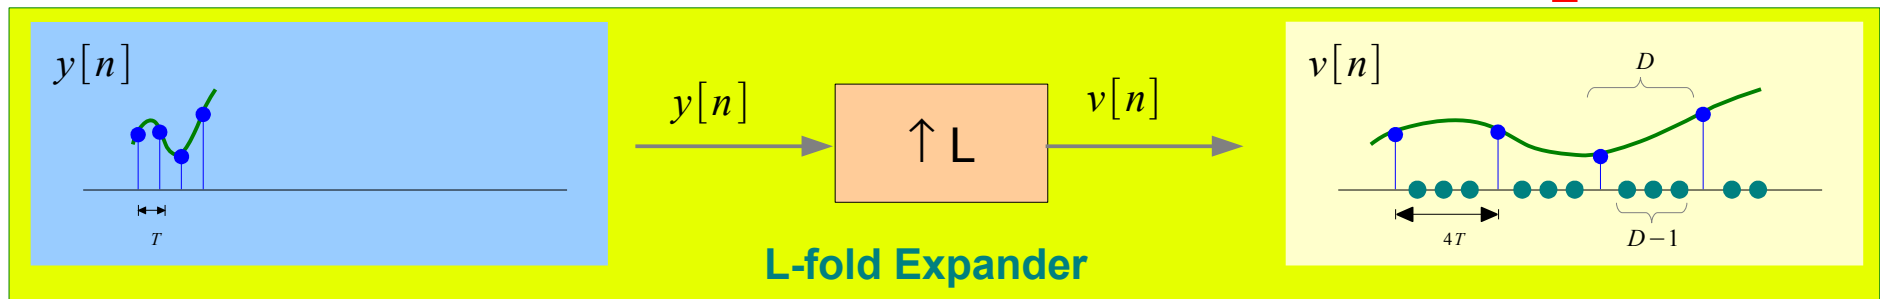 y[n]
T
y[n]
↑ L
v[n]
L-fold Expander
v[n]
D
4T
D−1